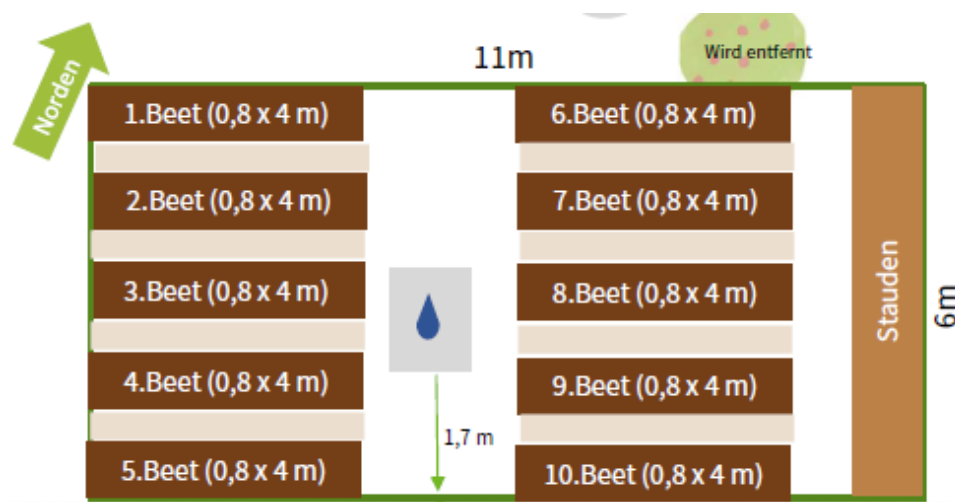 Wird entfernt
11m
Norden
1.Beet (0,8 x 4 m)
6.Beet (0,8 x 4 m)
2.Beet (0,8 x 4 m)
7.Beet (0,8 x 4 m)
3.Beet (0,8 x 4 m)
8.Beet (0,8 x 4 m)
Stauden
6m
4.Beet (0,8 x 4 m)
9.Beet (0,8 x 4 m)
1,7 m
5.Beet (0,8 x 4 m)
10.Beet (0,8 x 4 m)